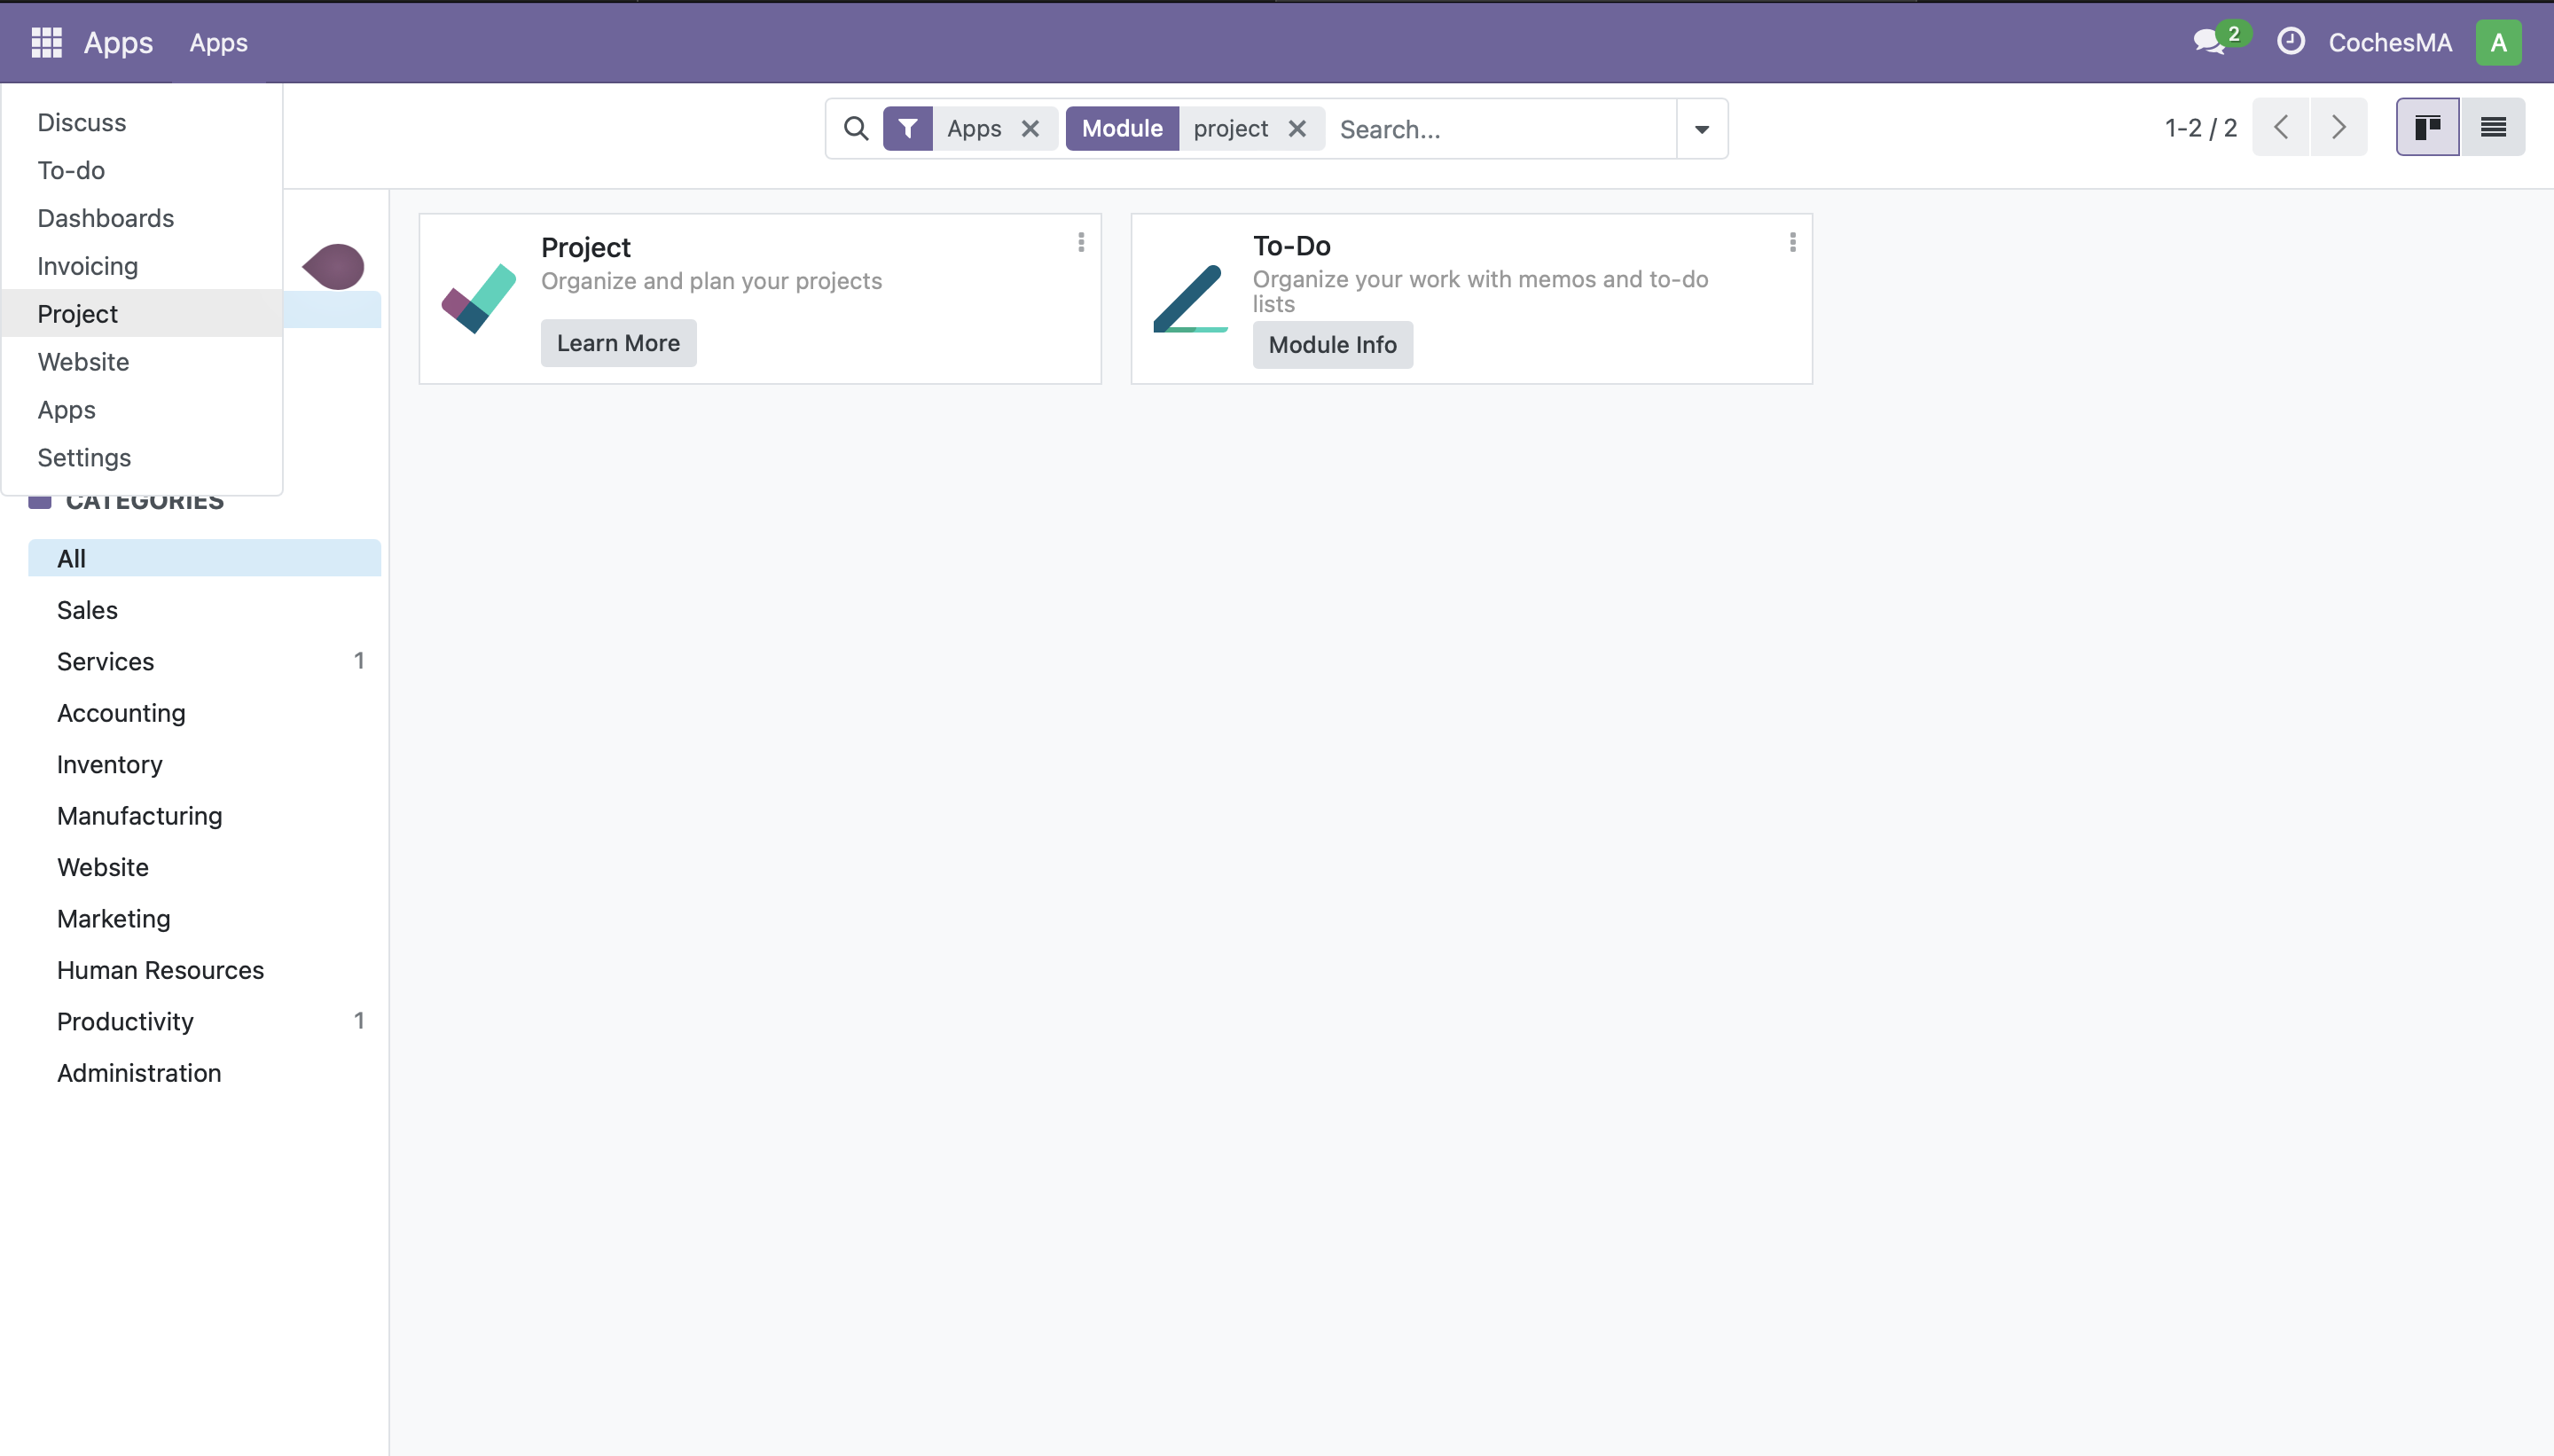 Apps Apps 2 CochesMA A
Discuss
To-do
Dashboards
Invoicing
Project
Website
Apps
Settings
Apps Module project Search... 1-2 / 2
Project
Organize and plan your projects
Learn More
To-Do
Organize your work with memos and to-do
lists
Module Info
CATEGORIES
All
Sales
Services 1
Accounting
Inventory
Manufacturing
Website
Marketing
Human Resources
Productivity 1
Administration